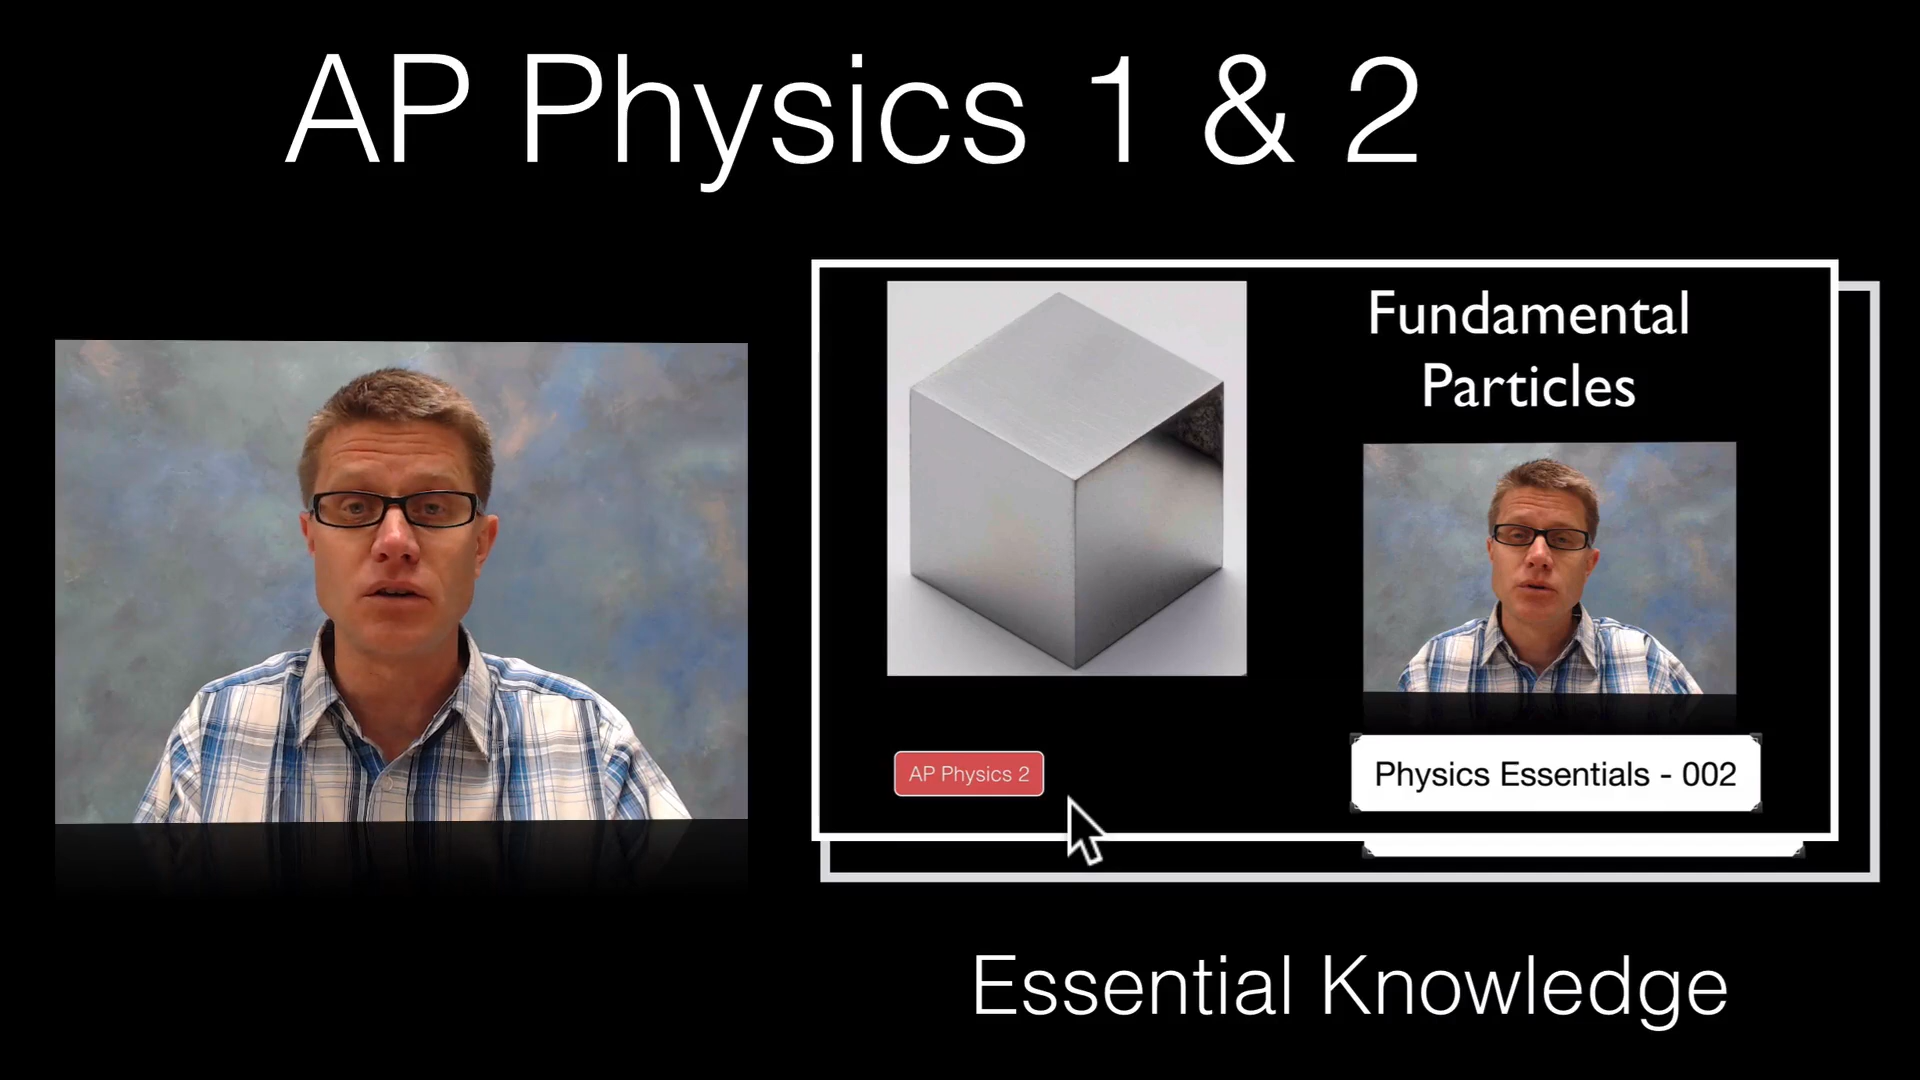 AP Physics 1 & 2
Fundamental
Particles
AP Physics 2
Physics Essentials - 002
Essential Knowledge